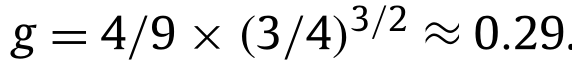 g = 4/9 × (3/4)^{3/2} ≈ 0.29.